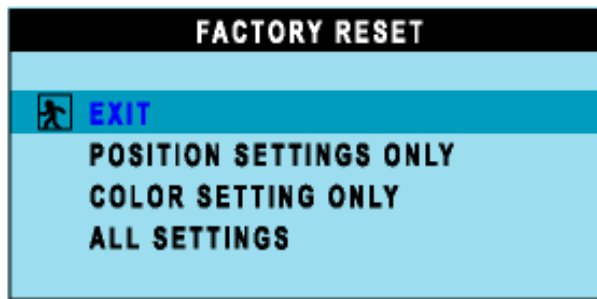 FACTORY RESET
EXIT
POSITION SETTINGS ONLY
COLOR SETTING ONLY
ALL SETTINGS